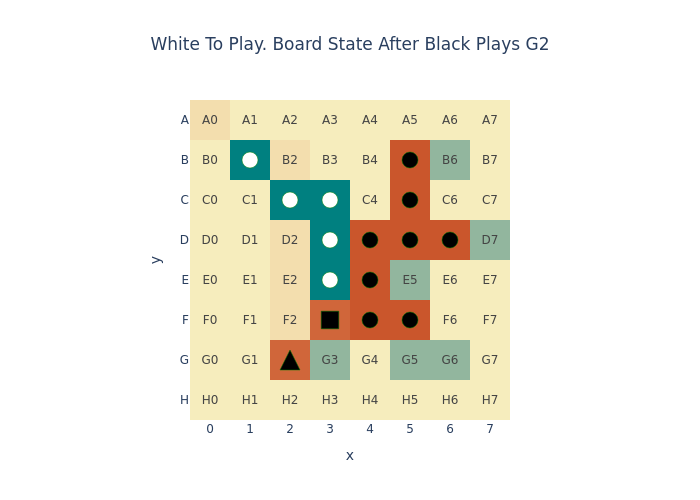 White To Play. Board State After Black Plays G2
A A0 A1 A2 A3 A4 A5 A6 A7
B B0 B2 B3 B4 B6 B7
C C0 C1 C4 C6 C7
D D0 D1 D2 D7
E E0 E1 E2 E5 E6 E7
F F0 F1 F2 F6 F7
G G0 G1 G3 G4 G5 G6 G7
H H0 H1 H2 H3 H4 H5 H6 H7
0 1 2 3 4 5 6 7
x
y